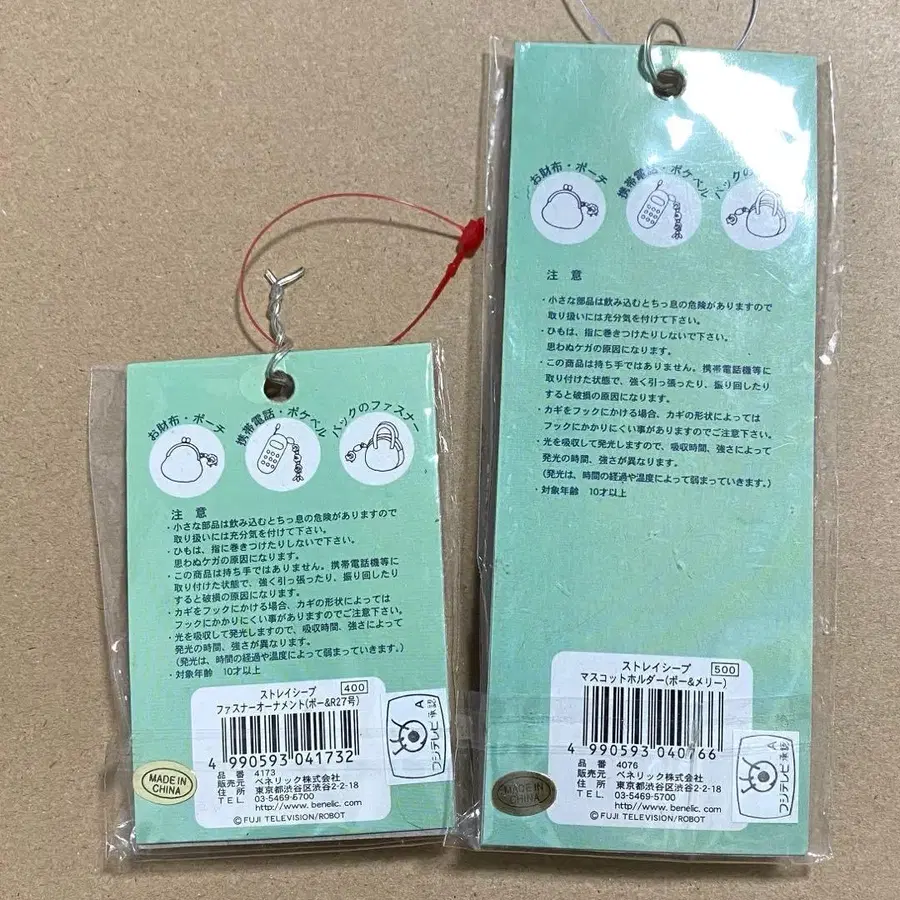 お財布・ポーチ
携帯電話・ポケベル
バッグのファスナー
注 意
・小さな部品は飲み込むとちっ息の危険がありますので
取り扱いには充分気を付けて下さい。
・ひもは、指に巻きつけたりしないで下さい。
思わぬケガの原因になります。
・この商品は持ち手ではありません。携帯電話機等に
取り付けた状態で、強く引っ張ったり、振り回したり
すると破損の原因になります。
・カギをフックにかける場合、カギの形状によっては
フックにかかりにくい事がありますのでご注意下さい。
・光を吸収して発光しますので、吸収時間、強さによって
発光の時間、強さが異なります。
(発光は、時間の経過や温度によって弱まっていきます。)
・対象年齢 10才以上
ストレイシープ 400
ファスナーオーナメント(ポー&R27号)
4 990593 041732
品 番 4173
販売元 ベネリック株式会社
住 所 東京都渋谷区渋谷2-2-18
TEL. 03-5469-6700
http://www.benelic.com
©FUJI TELEVISION/ROBOT
MADE IN
CHINA
A
フジテレビ承認
お財布・ポーチ
携帯電話・ポケベル
バッグの
注 意
・小さな部品は飲み込むとちっ息の危険がありますので
取り扱いには充分気を付けて下さい。
・ひもは、指に巻きつけたりしないで下さい。
思わぬケガの原因になります。
・この商品は持ち手ではありません。携帯電話機等に
取り付けた状態で、強く引っ張ったり、振り回したり
すると破損の原因になります。
・カギをフックにかける場合、カギの形状によっては
フックにかかりにくい事がありますのでご注意下さい。
・光を吸収して発光しますので、吸収時間、強さによって
発光の時間、強さが異なります。
(発光は、時間の経過と温度によって弱まっていきます。)
・対象年齢 10才以上
ストレイシープ 500
マスコットホルダー(ポー&メリー)
4 990593 040766
品 番 4076
販売元 ベネリック株式会社
住 所 東京都渋谷区渋谷2-2-18
TEL. 03-5469-6700
http://www.benelic.com
©FUJI TELEVISION/ROBOT
MADE IN
CHINA
A
フジテレビ承認